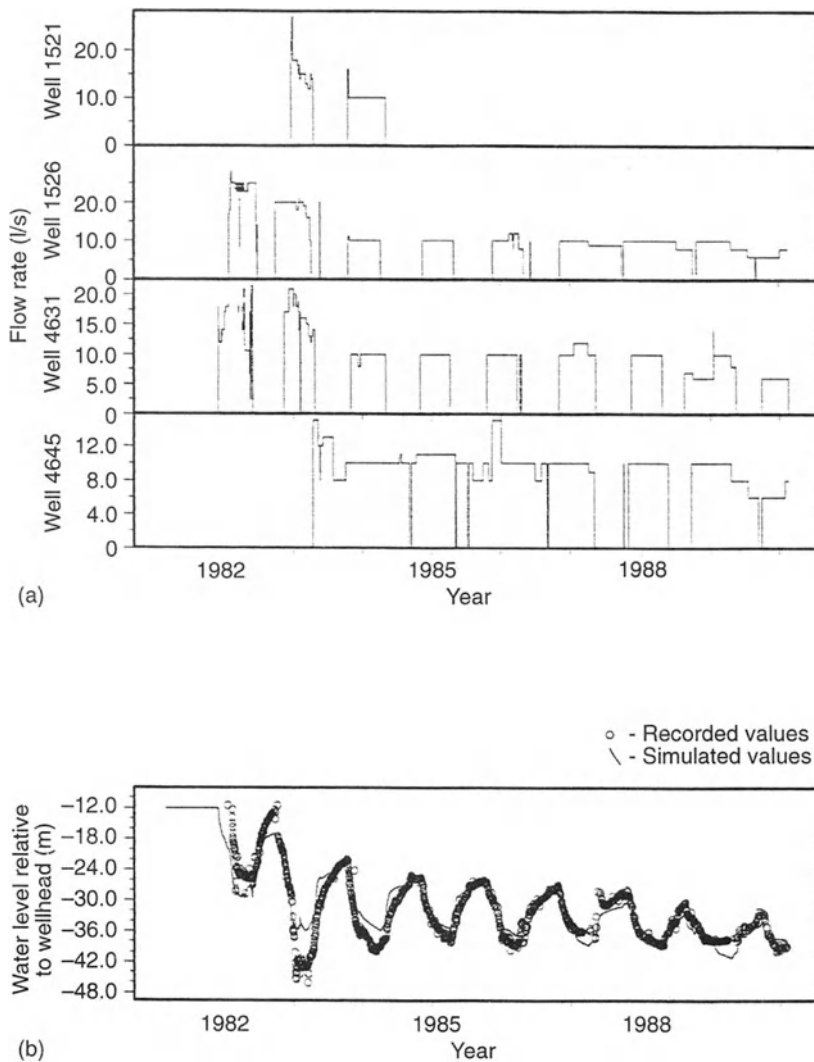 Flow rate (l/s)
Well 1521
20.0
10.0
0
Well 1526
20.0
10.0
0
Well 4631
20.0
15.0
10.0
5.0
0
Well 4645
12.0
8.0
4.0
0
1982 1985 1988
Year
(a)
o - Recorded values
\ - Simulated values
Water level relative
to wellhead (m)
−12.0
−18.0
−24.0
−30.0
−36.0
−42.0
−48.0
1982 1985 1988
Year
(b)